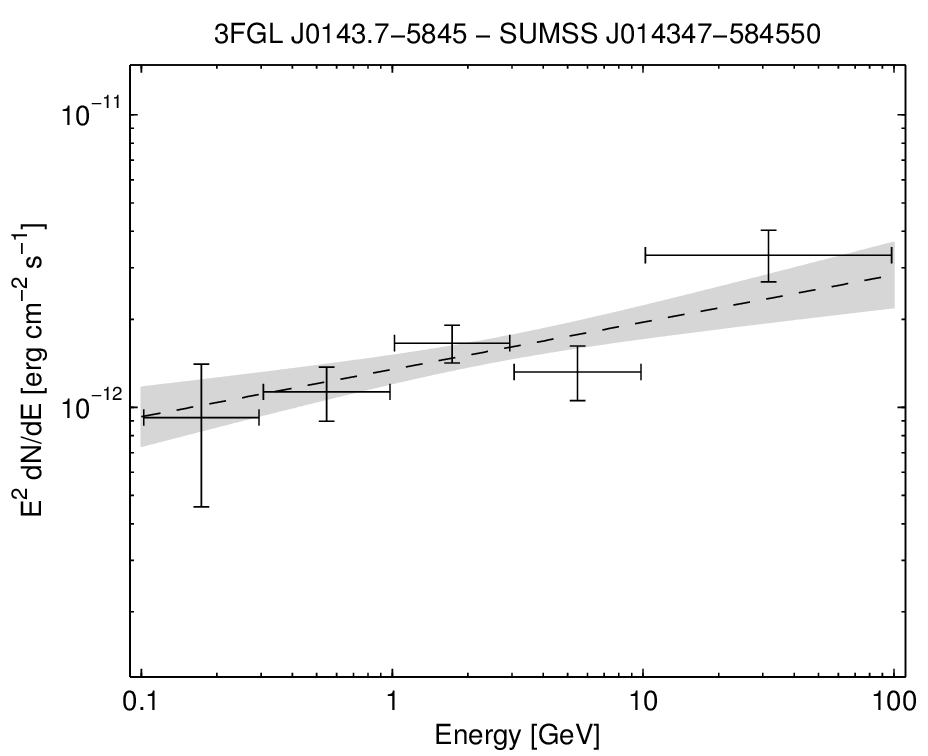 3FGL J0143.7−5845 − SUMSS J014347−584550
10⁻¹¹
10⁻¹²
E² dN/dE [erg cm⁻² s⁻¹]
0.1 1 10 100
Energy [GeV]